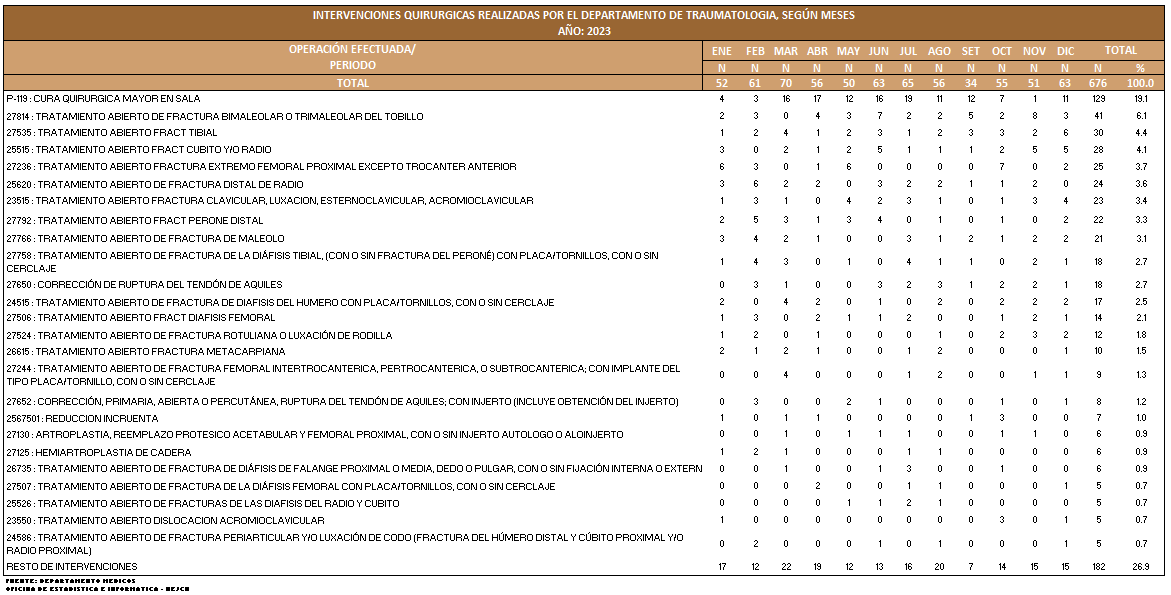 INTERVENCIONES QUIRURGICAS REALIZADAS POR EL DEPARTAMENTO DE TRAUMATOLOGIA, SEGÚN MESES
AÑO: 2023
OPERACIÓN EFECTUADA/ PERIODO ENE FEB MAR ABR MAY JUN JUL AGO SET OCT NOV DIC TOTAL
N N N N N N N N N N N N N %
TOTAL 52 61 70 56 50 63 65 56 34 55 51 63 676 100.0
P-119 : CURA QUIRURGICA MAYOR EN SALA 4 3 16 17 12 16 19 11 12 7 1 11 129 19.1
27814 : TRATAMIENTO ABIERTO DE FRACTURA BIMALEOLAR O TRIMALEOLAR DEL TOBILLO 2 3 0 4 3 7 2 2 5 2 8 3 41 6.1
27535 : TRATAMIENTO ABIERTO FRACT TIBIAL 1 2 4 1 2 3 1 2 3 3 2 6 30 4.4
25515 : TRATAMIENTO ABIERTO FRACT CUBITO Y/O RADIO 3 0 2 1 2 5 1 1 1 2 5 5 28 4.1
27236 : TRATAMIENTO ABIERTO FRACTURA EXTREMO FEMORAL PROXIMAL EXCEPTO TROCANTER ANTERIOR 6 3 0 1 6 0 0 0 0 7 0 2 25 3.7
25620 : TRATAMIENTO ABIERTO DE FRACTURA DISTAL DE RADIO 3 6 2 2 0 3 2 2 1 1 2 0 24 3.6
23515 : TRATAMIENTO ABIERTO FRACTURA CLAVICULAR, LUXACION, ESTERNOCLAVICULAR, ACROMIOCLAVICULAR 1 3 1 0 4 2 3 1 0 1 3 4 23 3.4
27792 : TRATAMIENTO ABIERTO FRACT PERONE DISTAL 2 5 3 1 3 4 0 1 0 1 0 2 22 3.3
27766 : TRATAMIENTO ABIERTO DE FRACTURA DE MALEOLO 3 4 2 1 0 0 3 1 2 1 2 2 21 3.1
27758 : TRATAMIENTO ABIERTO DE FRACTURA DE LA DIÁFISIS TIBIAL, (CON O SIN FRACTURA DEL PERONÉ) CON PLACA/TORNILLOS, CON O SIN
CERCLAJE 1 4 3 0 1 0 4 1 1 0 2 1 18 2.7
27650 : CORRECCIÓN DE RUPTURA DEL TENDÓN DE AQUILES 0 3 1 0 0 3 2 3 1 2 2 1 18 2.7
24515 : TRATAMIENTO ABIERTO DE FRACTURA DE DIAFISIS DEL HUMERO CON PLACA/TORNILLOS, CON O SIN CERCLAJE 2 0 4 2 0 1 0 2 0 2 2 2 17 2.5
27506 : TRATAMIENTO ABIERTO FRACT DIAFISIS FEMORAL 1 3 0 2 1 1 2 0 0 1 2 1 14 2.1
27524 : TRATAMIENTO ABIERTO DE FRACTURA ROTULIANA O LUXACIÓN DE RODILLA 1 2 0 1 0 0 0 1 0 2 3 2 12 1.8
26615 : TRATAMIENTO ABIERTO FRACTURA METACARPIANA 2 1 2 1 0 0 1 2 0 0 0 1 10 1.5
27244 : TRATAMIENTO ABIERTO DE FRACTURA FEMORAL INTERTROCANTERICA, PERTROCANTERICA, O SUBTROCANTERICA; CON IMPLANTE DEL
TIPO PLACA/TORNILLO, CON O SIN CERCLAJE 0 0 4 0 0 0 1 2 0 0 1 1 9 1.3
27652 : CORRECCIÓN, PRIMARIA, ABIERTA O PERCUTÁNEA, RUPTURA DEL TENDÓN DE AQUILES; CON INJERTO (INCLUYE OBTENCIÓN DEL INJERTO) 0 3 0 0 2 1 0 0 0 1 0 1 8 1.2
2567501 : REDUCCION INCRUENTA 1 0 1 1 0 0 0 0 1 3 0 0 7 1.0
27130 : ARTROPLASTIA, REEMPLAZO PROTESICO ACETABULAR Y FEMORAL PROXIMAL, CON O SIN INJERTO AUTOLOGO O ALOINJERTO 0 0 1 0 1 1 1 0 0 1 1 0 6 0.9
27125 : HEMIARTROPLASTIA DE CADERA 1 2 1 0 0 0 1 1 0 0 0 0 6 0.9
26735 : TRATAMIENTO ABIERTO DE FRACTURA DE DIÁFISIS DE FALANGE PROXIMAL O MEDIA, DEDO O PULGAR, CON O SIN FIJACIÓN INTERNA O EXTERN 0 0 1 0 0 1 3 0 0 1 0 0 6 0.9
27507 : TRATAMIENTO ABIERTO DE FRACTURA DE LA DIÁFISIS FEMORAL CON PLACA/TORNILLOS, CON O SIN CERCLAJE 0 0 0 2 0 0 1 1 0 0 0 1 5 0.7
25526 : TRATAMIENTO ABIERTO DE FRACTURAS DE LAS DIAFISIS DEL RADIO Y CUBITO 0 0 0 0 1 1 2 1 0 0 0 0 5 0.7
23550 : TRATAMIENTO ABIERTO DISLOCACION ACROMIOCLAVICULAR 1 0 0 0 0 0 0 0 0 3 0 1 5 0.7
24586 : TRATAMIENTO ABIERTO DE FRACTURA PERIARTICULAR Y/O LUXACIÓN DE CODO (FRACTURA DEL HÚMERO DISTAL Y CÚBITO PROXIMAL Y/O
RADIO PROXIMAL) 0 2 0 0 0 1 0 1 0 0 0 1 5 0.7
RESTO DE INTERVENCIONES 17 12 22 19 12 13 16 20 7 14 15 15 182 26.9
FUENTE: DEPARTAMENTO MEDICOS
OFICINA DE ESTADISTICA E INFORMATICA - HEJCU